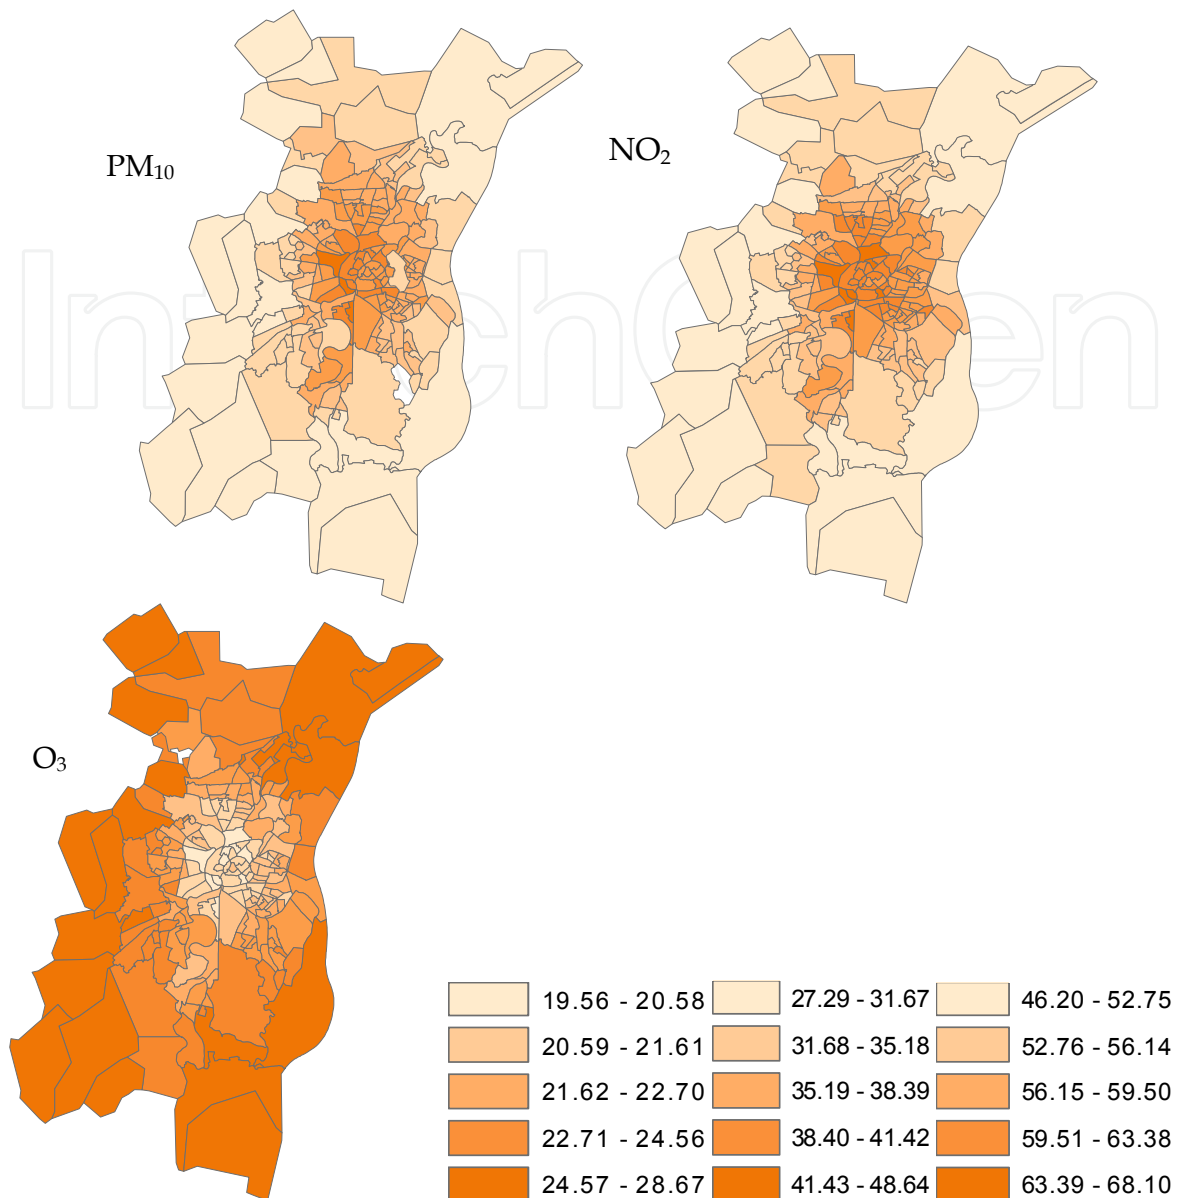 PM₁₀
NO₂
IntechOpen
O₃
19.56 - 20.58 27.29 - 31.67 46.20 - 52.75
20.59 - 21.61 31.68 - 35.18 52.76 - 56.14
21.62 - 22.70 35.19 - 38.39 56.15 - 59.50
22.71 - 24.56 38.40 - 41.42 59.51 - 63.38
24.57 - 28.67 41.43 - 48.64 63.39 - 68.10